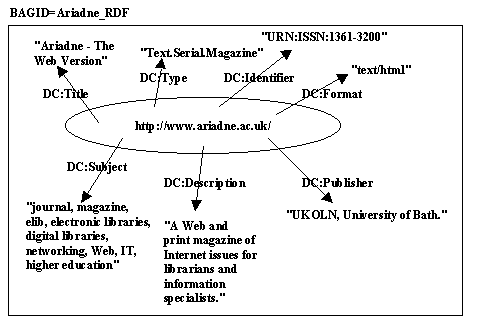 BAGID=Ariadne_RDF
"URN:ISSN:1361-3200"
"Ariadne - The
Web Version"
"Text.Serial.Magazine"
"text/html"
DC:Title
DC:Type
DC:Identifier
DC:Format
http://www.ariadne.ac.uk/
DC:Subject
DC:Description
DC:Publisher
"journal, magazine,
elib, electronic libraries,
digital libraries,
networking, Web, IT,
higher education"
"A Web and
print magazine of
Internet issues for
librarians and
information
specialists."
"UKOLN, University of Bath."